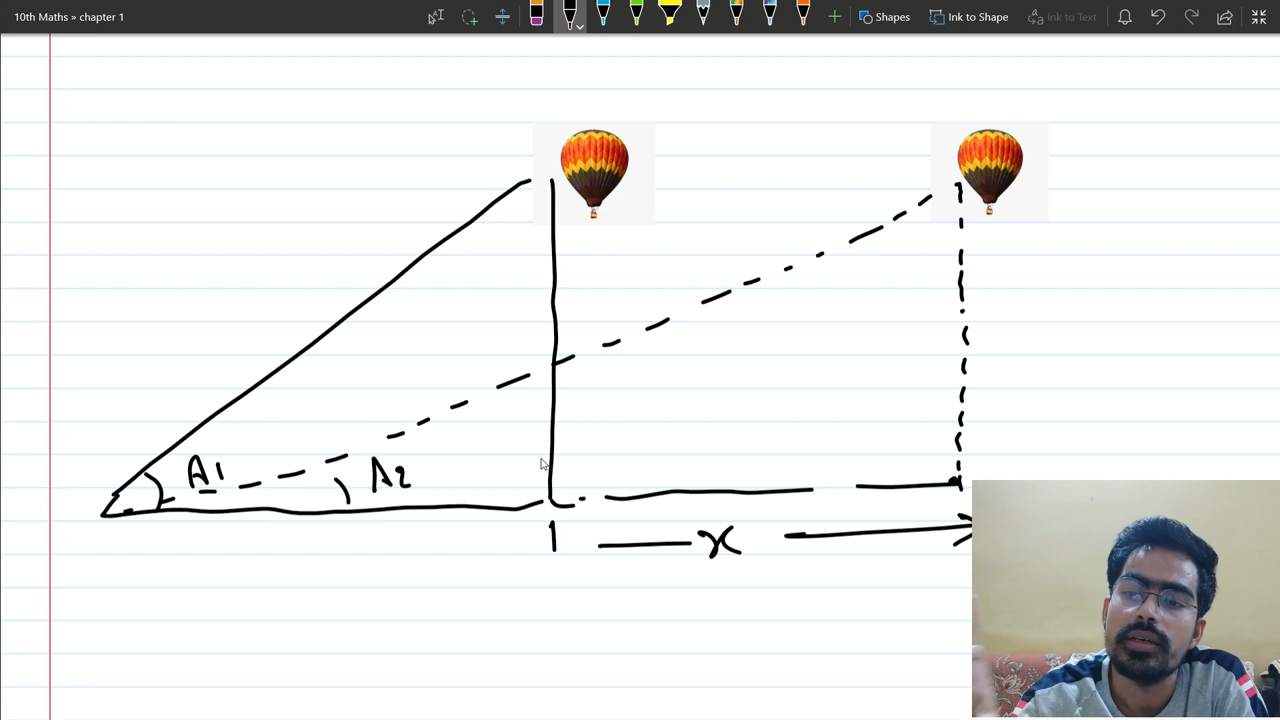 10th Maths » chapter 1
Shapes
Ink to Shape
Ink to Text
A1
A2
x